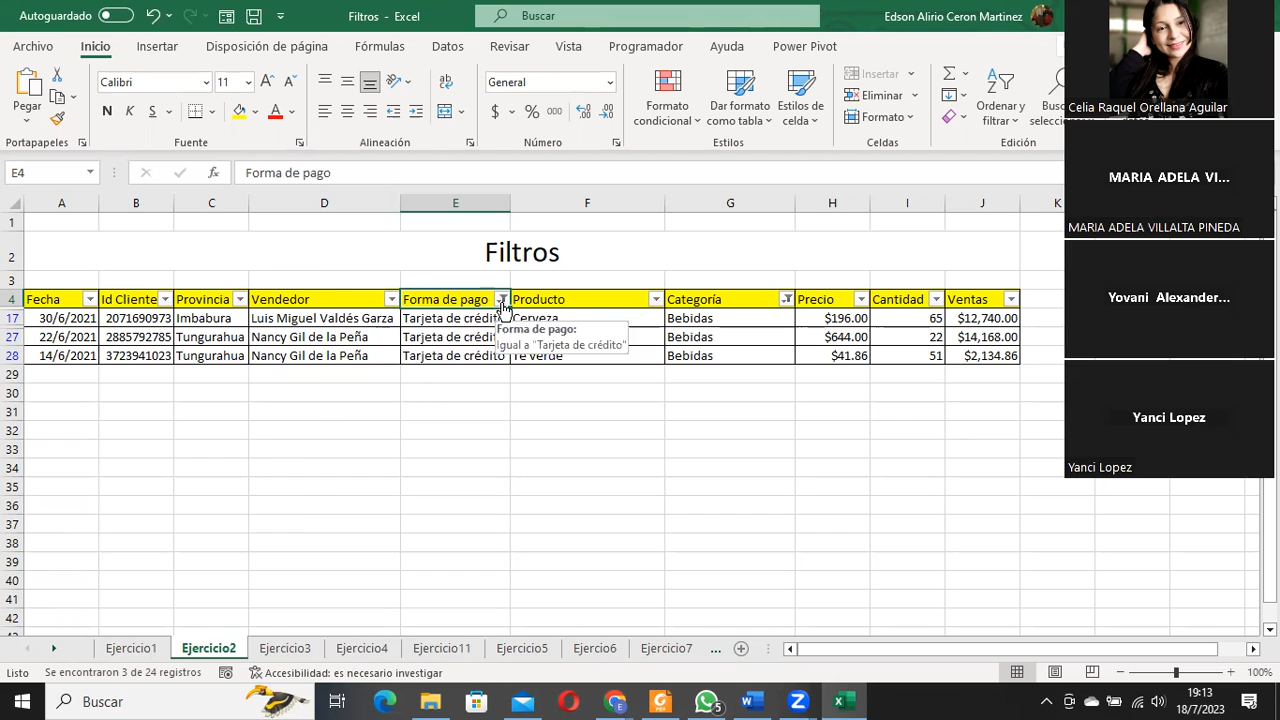 Autoguardado
Filtros - Excel
Buscar
Edson Alirio Ceron Martinez
Archivo Inicio Insertar Disposición de página Fórmulas Datos Revisar Vista Programador Ayuda Power Pivot
Pegar
Calibri 11
N K S
General
$ % 000
Formato condicional
Dar formato como tabla
Estilos de celda
Insertar
Eliminar
Formato
Ordenar y filtrar
Portapapeles Fuente Alineación Número Estilos Celdas Edición
E4 fx Forma de pago
A B C D E F G H I J K
1
2 Filtros
3
4 Fecha Id Cliente Provincia Vendedor Forma de pago Producto Categoría Precio Cantidad Ventas
17 30/6/2021 2071690973 Imbabura Luis Miguel Valdés Garza Tarjeta de crédito Cerveza Bebidas $196.00 65 $12,740.00
27 22/6/2021 2885792785 Tungurahua Nancy Gil de la Peña Tarjeta de crédito Bebidas $644.00 22 $14,168.00
28 14/6/2021 3723941023 Tungurahua Nancy Gil de la Peña Tarjeta de crédito Té verde Bebidas $41.86 51 $2,134.86
Forma de pago:
Igual a "Tarjeta de crédito"
29
30
31
32
33
34
35
36
37
38
39
40
41
42
Celia Raquel Orellana Aguilar
MARIA ADELA VI...
MARIA ADELA VILLALTA PINEDA
Yovani Alexander...
Yanci Lopez
Yanci Lopez
Ejercicio1 Ejercicio2 Ejercicio3 Ejercicio4 Ejercicio11 Ejercicio5 Ejercio6 Ejercicio7 ...
Listo Se encontraron 3 de 24 registros Accesibilidad: es necesario investigar 100%
Buscar
5
19:13
18/7/2023